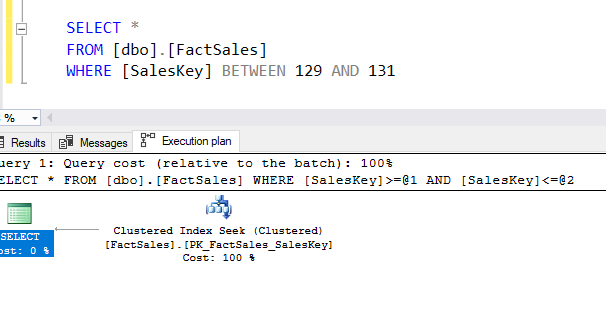 SELECT *
FROM [dbo].[FactSales]
WHERE [SalesKey] BETWEEN 129 AND 131
%
Results Messages Execution plan
uery 1: Query cost (relative to the batch): 100%
ELECT * FROM [dbo].[FactSales] WHERE [SalesKey]>=@1 AND [SalesKey]<=@2
SELECT
ost: 0 %
Clustered Index Seek (Clustered)
[FactSales].[PK_FactSales_SalesKey]
Cost: 100 %